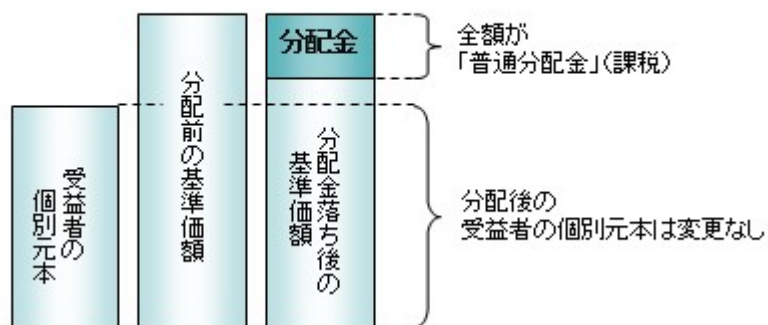 受益者の
個別元本
分配前の基準価額
分配金
分配金落ち後の
基準価額
全額が
「普通分配金」(課税)
分配後の
受益者の個別元本は変更なし